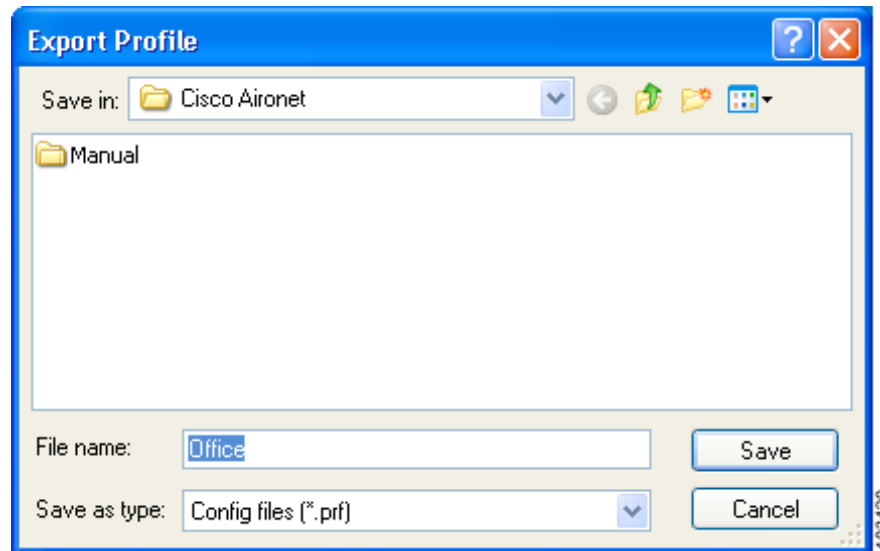 Export Profile
Save in: Cisco Aironet
Manual
File name: Office Save
Save as type: Config files (*.prf) Cancel